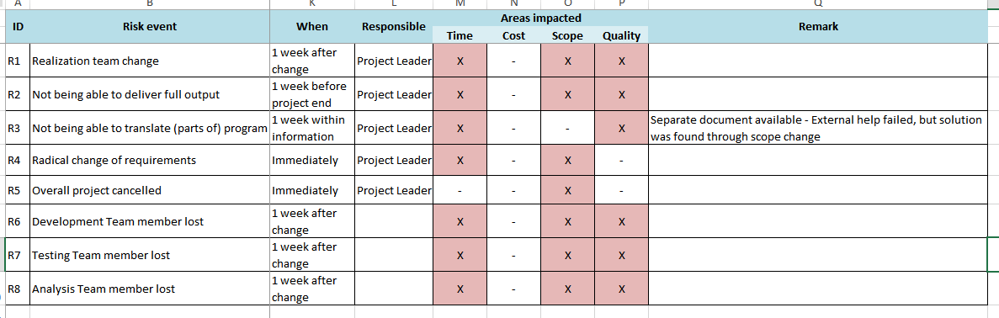 A B K L M N O P Q
ID Risk event When Responsible Areas impacted Remark
Time Cost Scope Quality
R1 Realization team change 1 week after change Project Leader X - X X
R2 Not being able to deliver full output 1 week before project end Project Leader X - X X
R3 Not being able to translate (parts of) program 1 week within information Project Leader X - - X Separate document available - External help failed, but solution was found through scope change
R4 Radical change of requirements Immediately Project Leader X - X -
R5 Overall project cancelled Immediately Project Leader - - X -
R6 Development Team member lost 1 week after change X - X X
R7 Testing Team member lost 1 week after change X - X X
R8 Analysis Team member lost 1 week after change X - X X